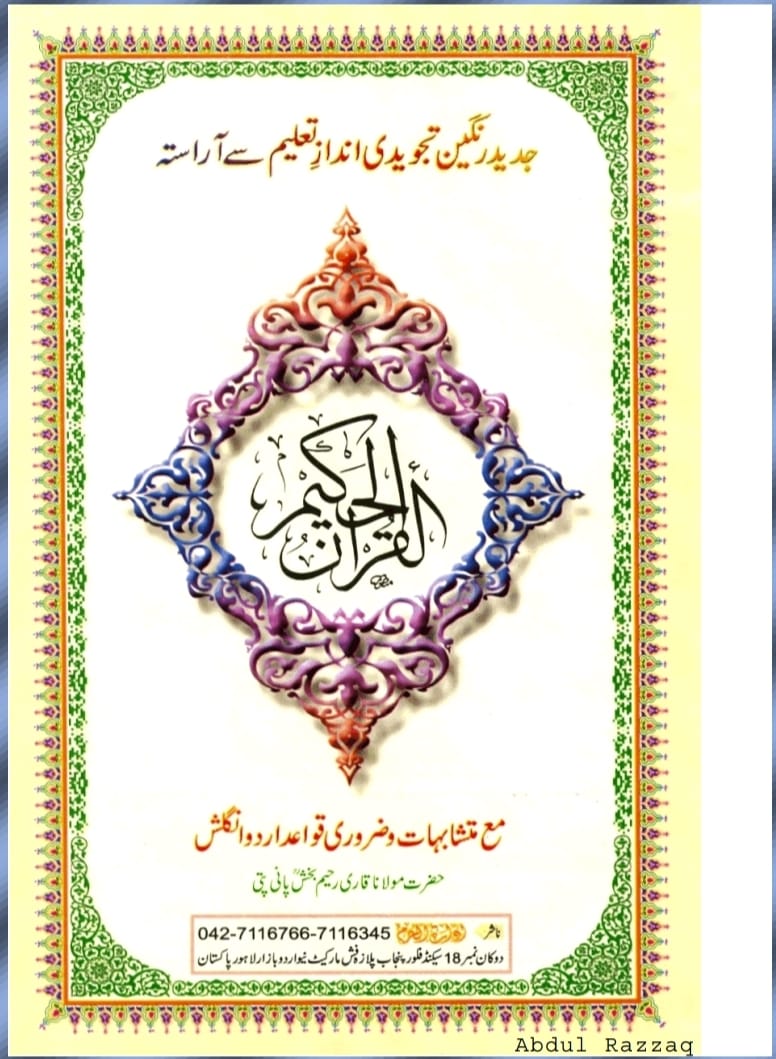 جدید رنگین تجویدی اندازِ تعلیم سے آراستہ
القرآن الحکیم
مع متشابہات و ضروری قواعد اردو انگلش
حضرت مولانا قاری رحیم بخشؒ پانی پتی
ناشر 042-7116766-7116345
دوکان نمبر 18 سیکنڈ فلور پنجاب پلازہ فش مارکیٹ نیو اردو بازار لاہور پاکستان
Abdul Razzaq